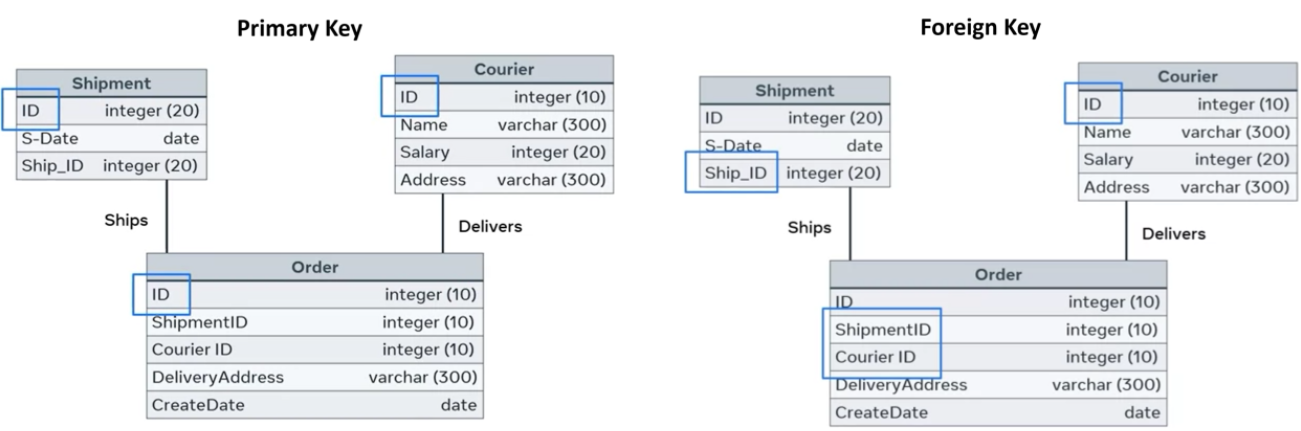 Primary Key
Shipment
ID integer (20)
S-Date date
Ship_ID integer (20)
Courier
ID integer (10)
Name varchar (300)
Salary integer (20)
Address varchar (300)
Ships
Delivers
Order
ID integer (10)
ShipmentID integer (10)
Courier ID integer (10)
DeliveryAddress varchar (300)
CreateDate date
Foreign Key
Shipment
ID integer (20)
S-Date date
Ship_ID integer (20)
Courier
ID integer (10)
Name varchar (300)
Salary integer (20)
Address varchar (300)
Ships
Delivers
Order
ID integer (10)
ShipmentID integer (10)
Courier ID integer (10)
DeliveryAddress varchar (300)
CreateDate date